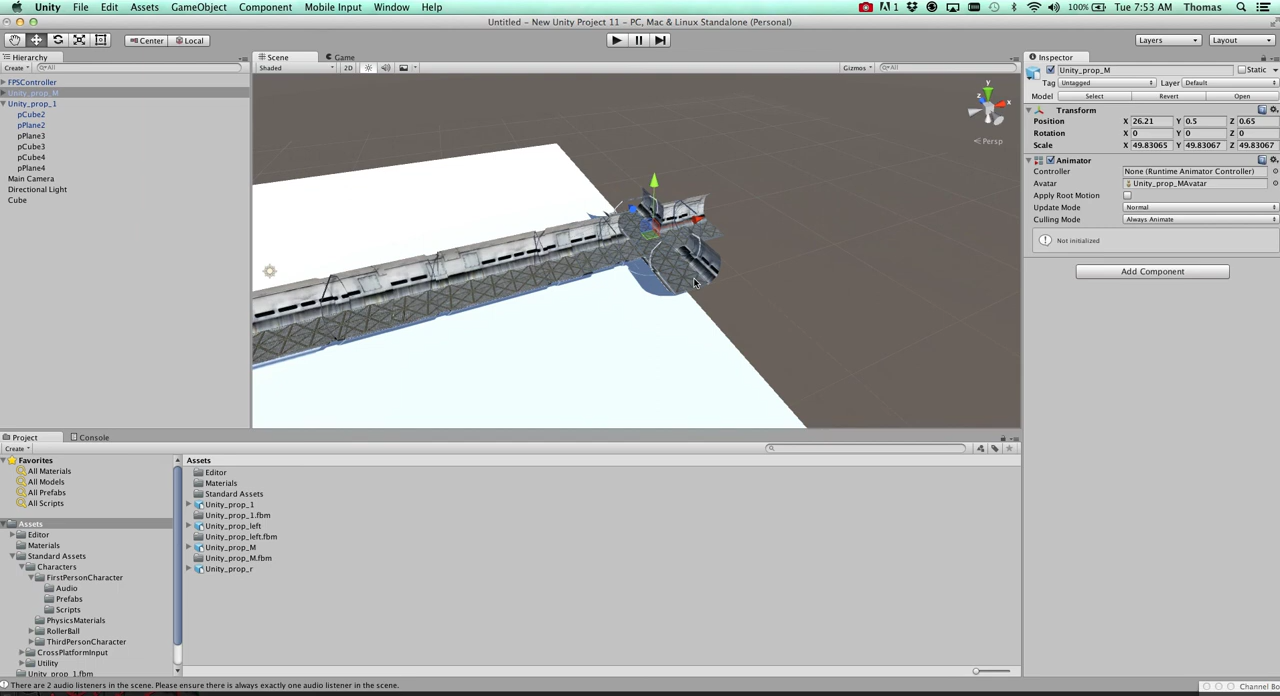 Unity File Edit Assets GameObject Component Mobile Input Window Help 1 100% Tue 7:53 AM Thomas
Untitled - New Unity Project 11 - PC, Mac & Linux Standalone (Personal)
Center Local Layers Layout
Hierarchy
Create All
FPSController
Unity_prop_M
Unity_prop_1
pCube2
pPlane2
pPlane3
pCube3
pCube4
pPlane4
Main Camera
Directional Light
Cube
Scene Game
Shaded 2D Gizmos All
y
x
z
Persp
Inspector
Unity_prop_M Static
Tag Untagged Layer Default
Model Select Revert Open
Transform
Position X 26.21 Y 0.5 Z 0.65
Rotation X 0 Y 0 Z 0
Scale X 49.83065 Y 49.83067 Z 49.83067
Animator
Controller None (Runtime Animator Controller)
Avatar Unity_prop_MAvatar
Apply Root Motion
Update Mode Normal
Culling Mode Always Animate
Not initialized
Add Component
Project Console
Create
Favorites
All Materials
All Models
All Prefabs
All Scripts
Assets
Editor
Materials
Standard Assets
Characters
FirstPersonCharacter
Audio
Prefabs
Scripts
PhysicsMaterials
RollerBall
ThirdPersonCharacter
CrossPlatformInput
Utility
Unity_prop_1.fbm
Assets
Editor
Materials
Standard Assets
Unity_prop_1
Unity_prop_1.fbm
Unity_prop_left
Unity_prop_left.fbm
Unity_prop_M
Unity_prop_M.fbm
Unity_prop_r
There are 2 audio listeners in the scene. Please ensure there is always exactly one audio listener in the scene.
Channel Bo